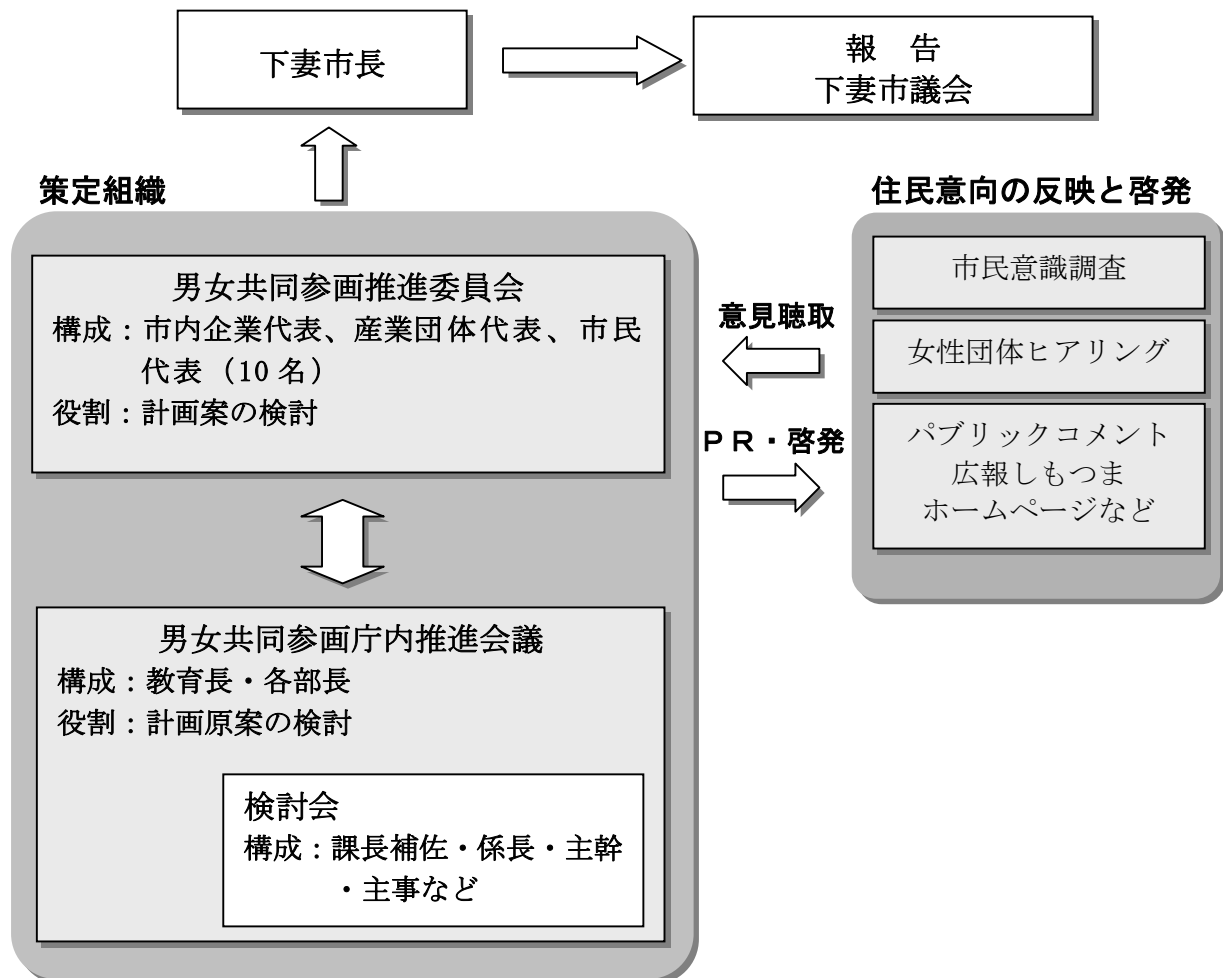 下妻市長
報　告
下妻市議会
策定組織
男女共同参画推進委員会
構成：市内企業代表、産業団体代表、市民
代表（10名）
役割：計画案の検討
男女共同参画庁内推進会議
構成：教育長・各部長
役割：計画原案の検討
検討会
構成：課長補佐・係長・主幹
・主事など
意見聴取
ＰＲ・啓発
住民意向の反映と啓発
市民意識調査
女性団体ヒアリング
パブリックコメント
広報しもつま
ホームページなど